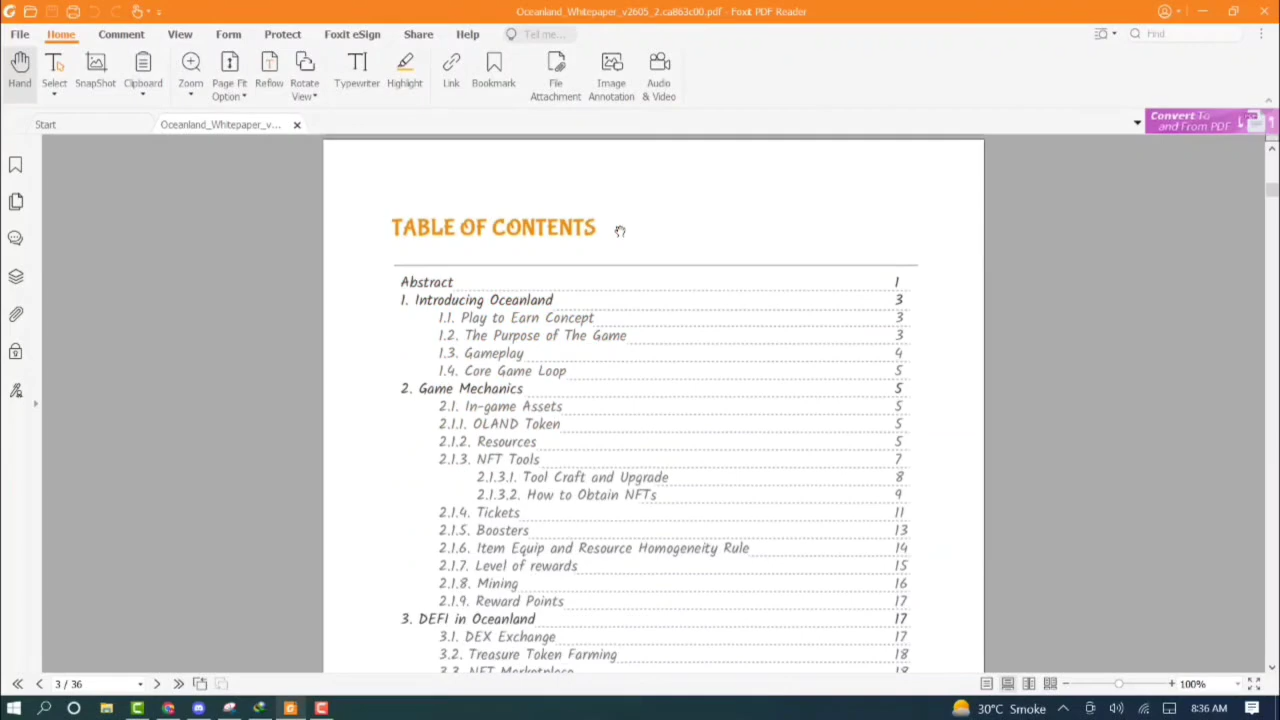 Oceanland_Whitepaper_v2605_2.ca863c00.pdf - Foxit PDF Reader
File Home Comment View Form Protect Foxit eSign Share Help Tell me... Find
Hand Select SnapShot Clipboard Zoom Page Fit Option Reflow Rotate View Typewriter Highlight Link Bookmark File Attachment Image Annotation Audio & Video
Start Oceanland_Whitepaper_v... Convert To and From PDF
TABLE OF CONTENTS
Abstract 1
1. Introducing Oceanland 3
1.1. Play to Earn Concept 3
1.2. The Purpose of The Game 3
1.3. Gameplay 4
1.4. Core Game Loop 5
2. Game Mechanics 5
2.1. In-game Assets 5
2.1.1. OLAND Token 5
2.1.2. Resources 5
2.1.3. NFT Tools 7
2.1.3.1. Tool Craft and Upgrade 8
2.1.3.2. How to Obtain NFTs 9
2.1.4. Tickets 11
2.1.5. Boosters 13
2.1.6. Item Equip and Resource Homogeneity Rule 14
2.1.7. Level of rewards 15
2.1.8. Mining 16
2.1.9. Reward Points 17
3. DEFI in Oceanland 17
3.1. DEX Exchange 17
3.2. Treasure Token Farming 18
3.3. NFT Marketplace 18
3 / 36 100%
30°C Smoke 8:36 AM